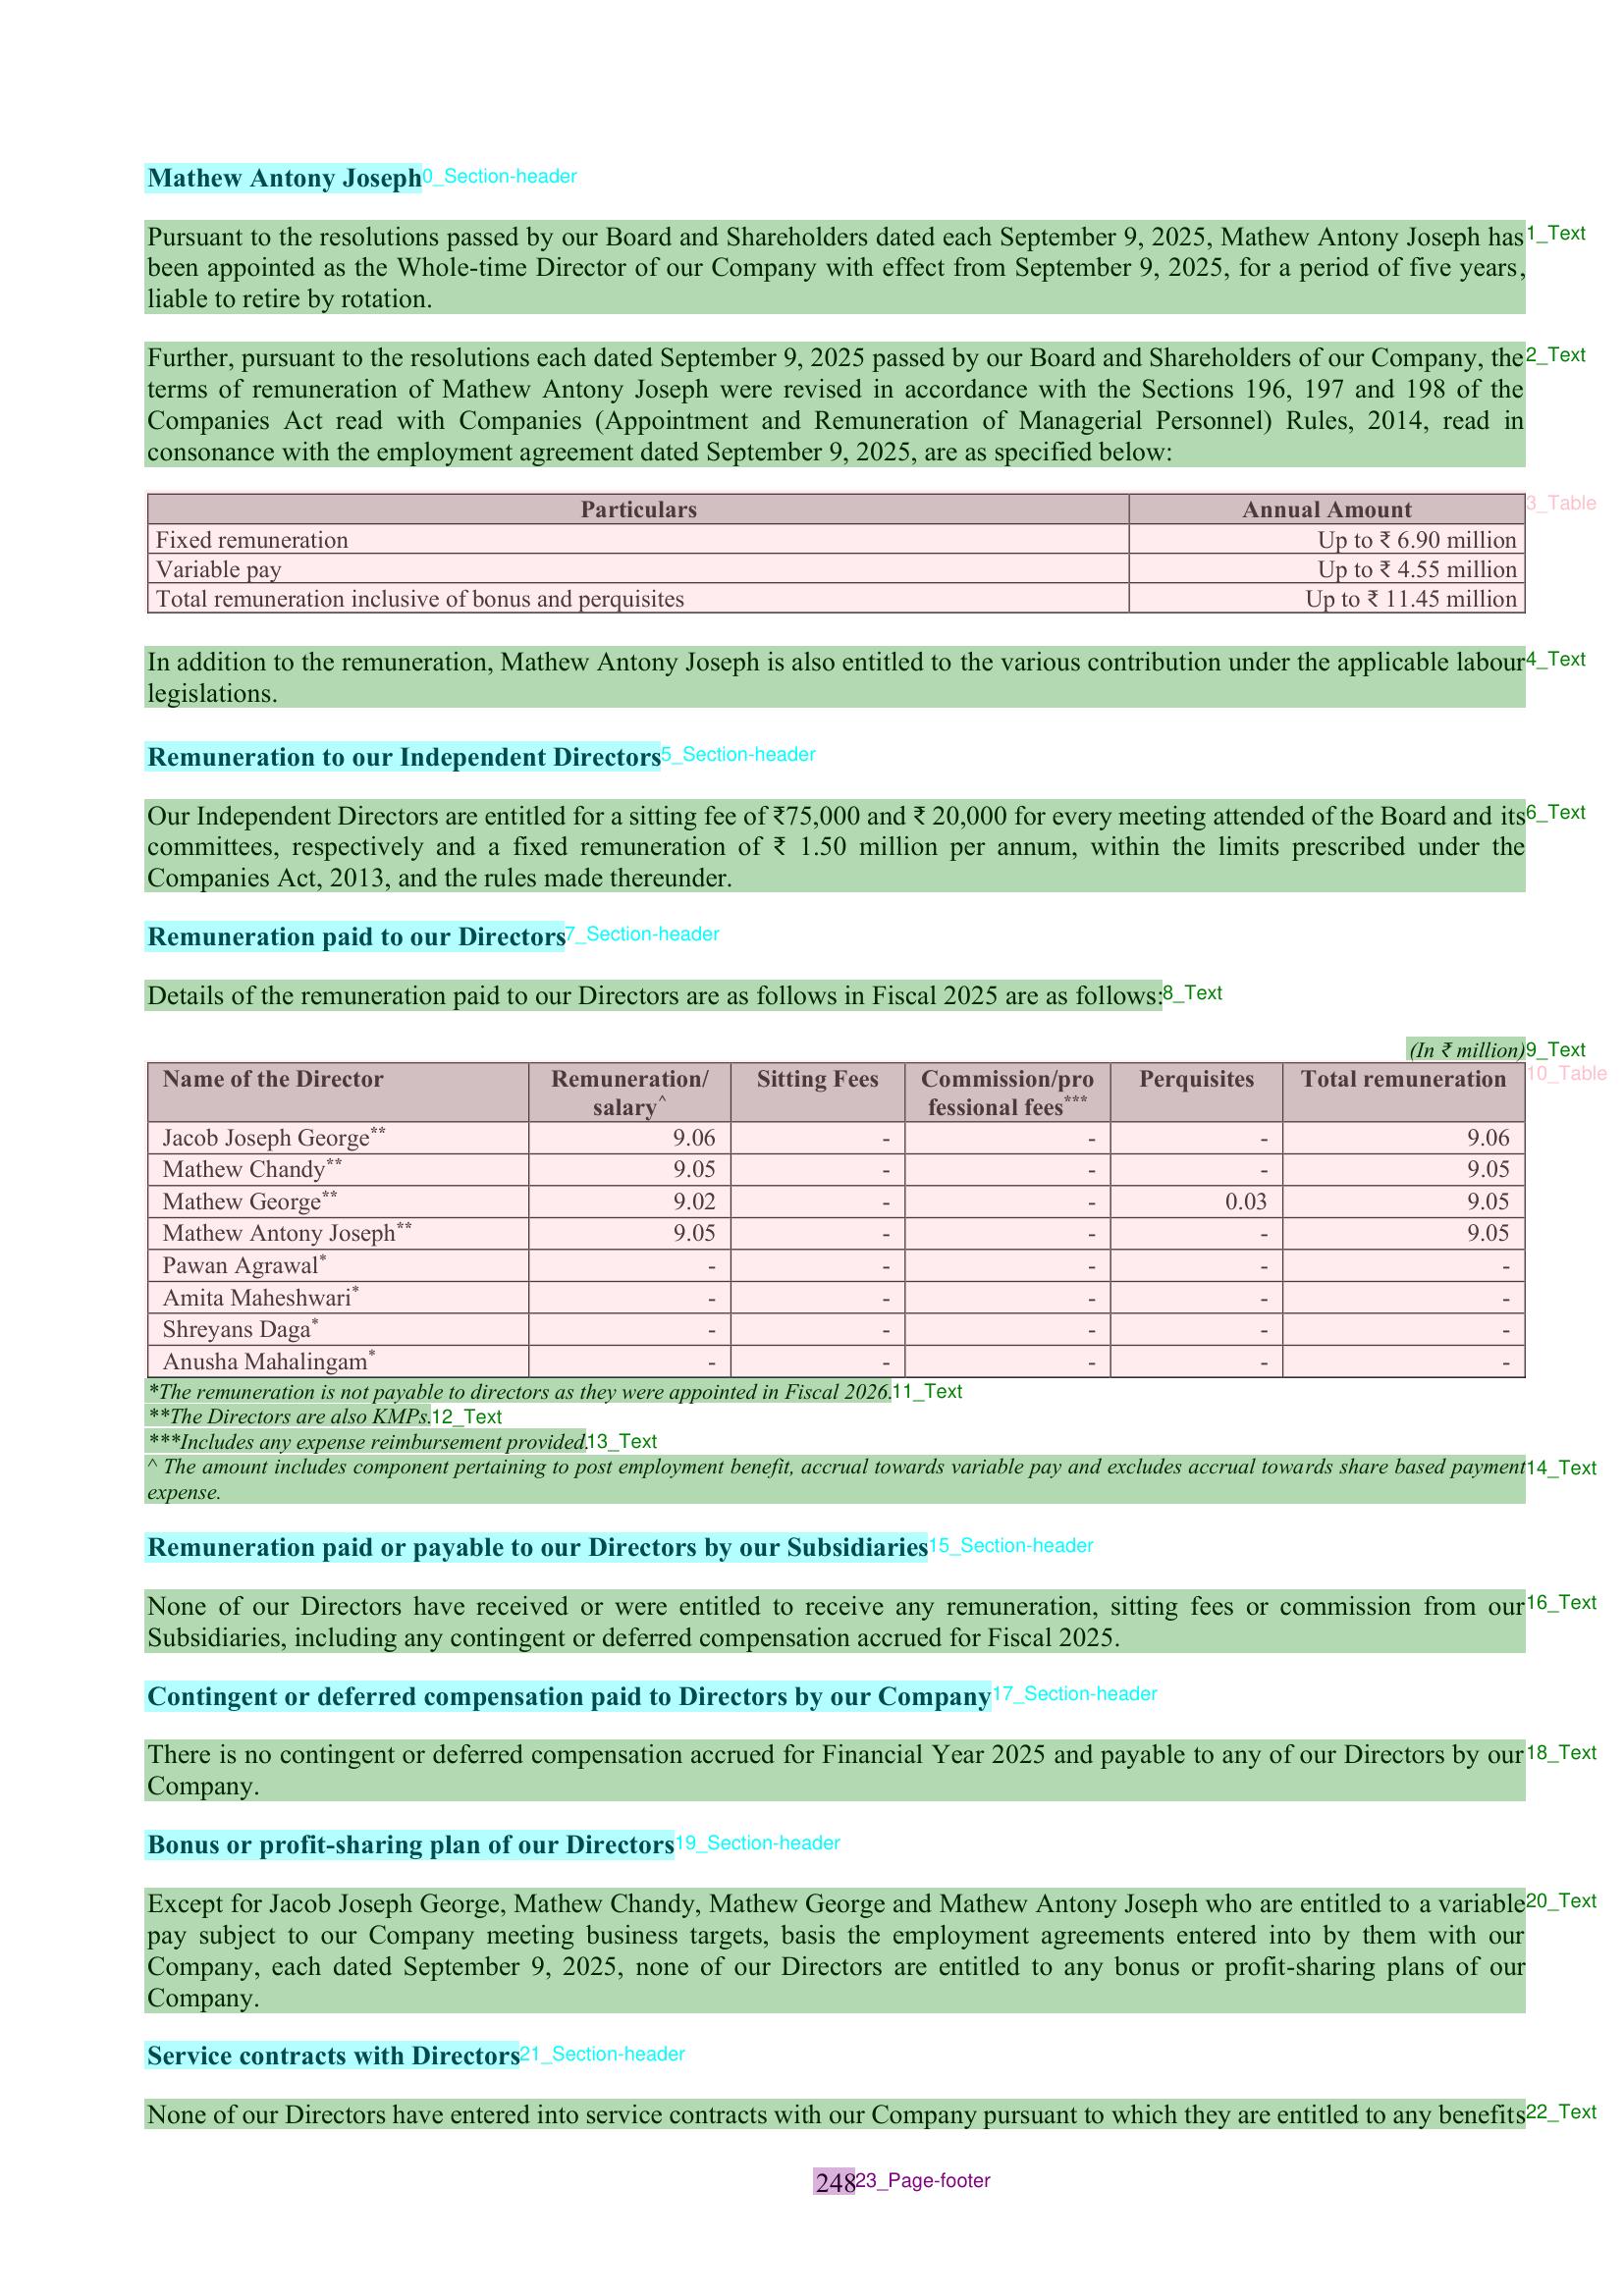 Mathew Antony Joseph0_Section-header
Pursuant to the resolutions passed by our Board and Shareholders dated each September 9, 2025, Mathew Antony Joseph has1_Text
been appointed as the Whole-time Director of our Company with effect from September 9, 2025, for a period of five years,
liable to retire by rotation.
Further, pursuant to the resolutions each dated September 9, 2025 passed by our Board and Shareholders of our Company, the2_Text
terms of remuneration of Mathew Antony Joseph were revised in accordance with the Sections 196, 197 and 198 of the
Companies Act read with Companies (Appointment and Remuneration of Managerial Personnel) Rules, 2014, read in
consonance with the employment agreement dated September 9, 2025, are as specified below:
Particulars Annual Amount 3_Table
Fixed remuneration Up to ₹ 6.90 million
Variable pay Up to ₹ 4.55 million
Total remuneration inclusive of bonus and perquisites Up to ₹ 11.45 million
In addition to the remuneration, Mathew Antony Joseph is also entitled to the various contribution under the applicable labour4_Text
legislations.
Remuneration to our Independent Directors5_Section-header
Our Independent Directors are entitled for a sitting fee of ₹75,000 and ₹ 20,000 for every meeting attended of the Board and its6_Text
committees, respectively and a fixed remuneration of ₹ 1.50 million per annum, within the limits prescribed under the
Companies Act, 2013, and the rules made thereunder.
Remuneration paid to our Directors7_Section-header
Details of the remuneration paid to our Directors are as follows in Fiscal 2025 are as follows:8_Text
(In ₹ million)9_Text
Name of the Director Remuneration/ Sitting Fees Commission/pro Perquisites Total remuneration 10_Table
salary^ fessional fees***
Jacob Joseph George** 9.06 - - - 9.06
Mathew Chandy** 9.05 - - - 9.05
Mathew George** 9.02 - - 0.03 9.05
Mathew Antony Joseph** 9.05 - - - 9.05
Pawan Agrawal* - - - - -
Amita Maheshwari* - - - - -
Shreyans Daga* - - - - -
Anusha Mahalingam* - - - - -
*The remuneration is not payable to directors as they were appointed in Fiscal 2026.11_Text
**The Directors are also KMPs.12_Text
***Includes any expense reimbursement provided.13_Text
^ The amount includes component pertaining to post employment benefit, accrual towards variable pay and excludes accrual towards share based payment14_Text
expense.
Remuneration paid or payable to our Directors by our Subsidiaries15_Section-header
None of our Directors have received or were entitled to receive any remuneration, sitting fees or commission from our16_Text
Subsidiaries, including any contingent or deferred compensation accrued for Fiscal 2025.
Contingent or deferred compensation paid to Directors by our Company17_Section-header
There is no contingent or deferred compensation accrued for Financial Year 2025 and payable to any of our Directors by our18_Text
Company.
Bonus or profit-sharing plan of our Directors19_Section-header
Except for Jacob Joseph George, Mathew Chandy, Mathew George and Mathew Antony Joseph who are entitled to a variable20_Text
pay subject to our Company meeting business targets, basis the employment agreements entered into by them with our
Company, each dated September 9, 2025, none of our Directors are entitled to any bonus or profit-sharing plans of our
Company.
Service contracts with Directors21_Section-header
None of our Directors have entered into service contracts with our Company pursuant to which they are entitled to any benefits22_Text
24823_Page-footer